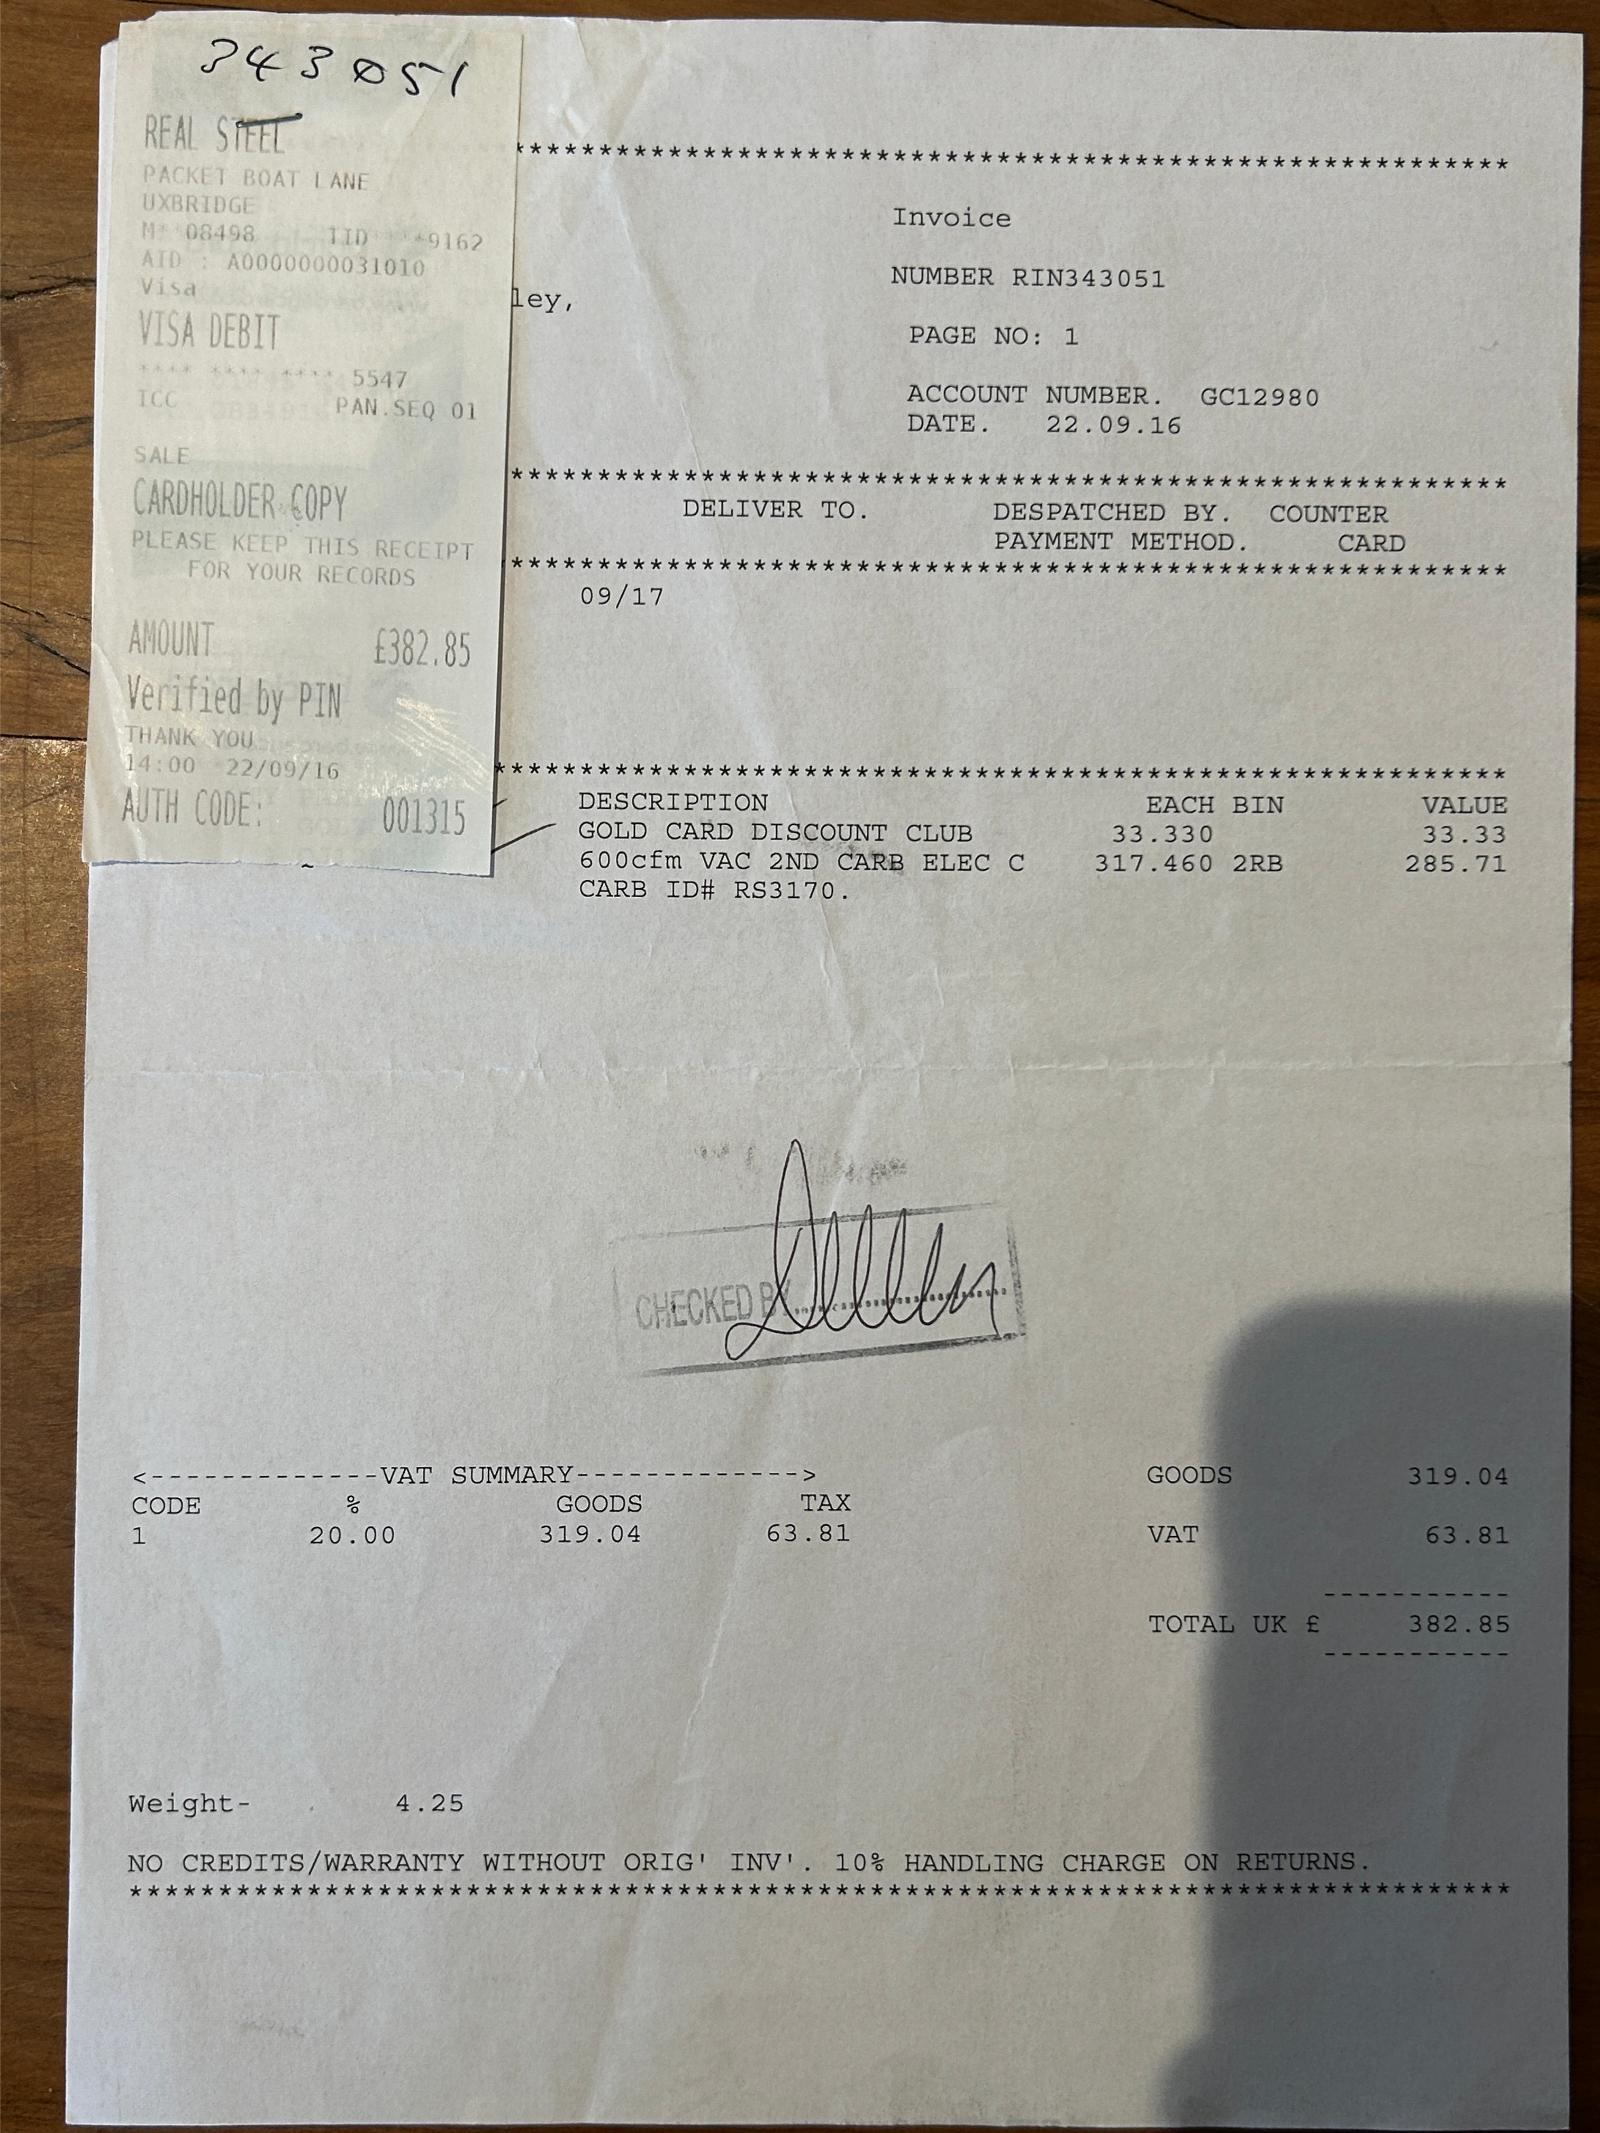 343051
REAL STEEL
PACKET BOAT LANE
UXBRIDGE
M* 08498 TID ****9162
AID : A0000000031010
Visa
VISA DEBIT
**** **** **** 5547
ICC PAN.SEQ 01
SALE
CARDHOLDER COPY
PLEASE KEEP THIS RECEIPT
FOR YOUR RECORDS
AMOUNT £382.85
Verified by PIN
THANK YOU
14:00 22/09/16
AUTH CODE: 001315
Invoice
NUMBER RIN343051
ley,
PAGE NO: 1
ACCOUNT NUMBER. GC12980
DATE. 22.09.16
DELIVER TO. DESPATCHED BY. COUNTER
PAYMENT METHOD. CARD
09/17
DESCRIPTION EACH BIN VALUE
GOLD CARD DISCOUNT CLUB 33.330 33.33
600cfm VAC 2ND CARB ELEC C 317.460 2RB 285.71
CARB ID# RS3170.
CHECKED BY
<-------------VAT SUMMARY------------->
CODE % GOODS TAX
1 20.00 319.04 63.81
GOODS 319.04
VAT 63.81
TOTAL UK £ 382.85
Weight- 4.25
NO CREDITS/WARRANTY WITHOUT ORIG' INV'. 10% HANDLING CHARGE ON RETURNS.